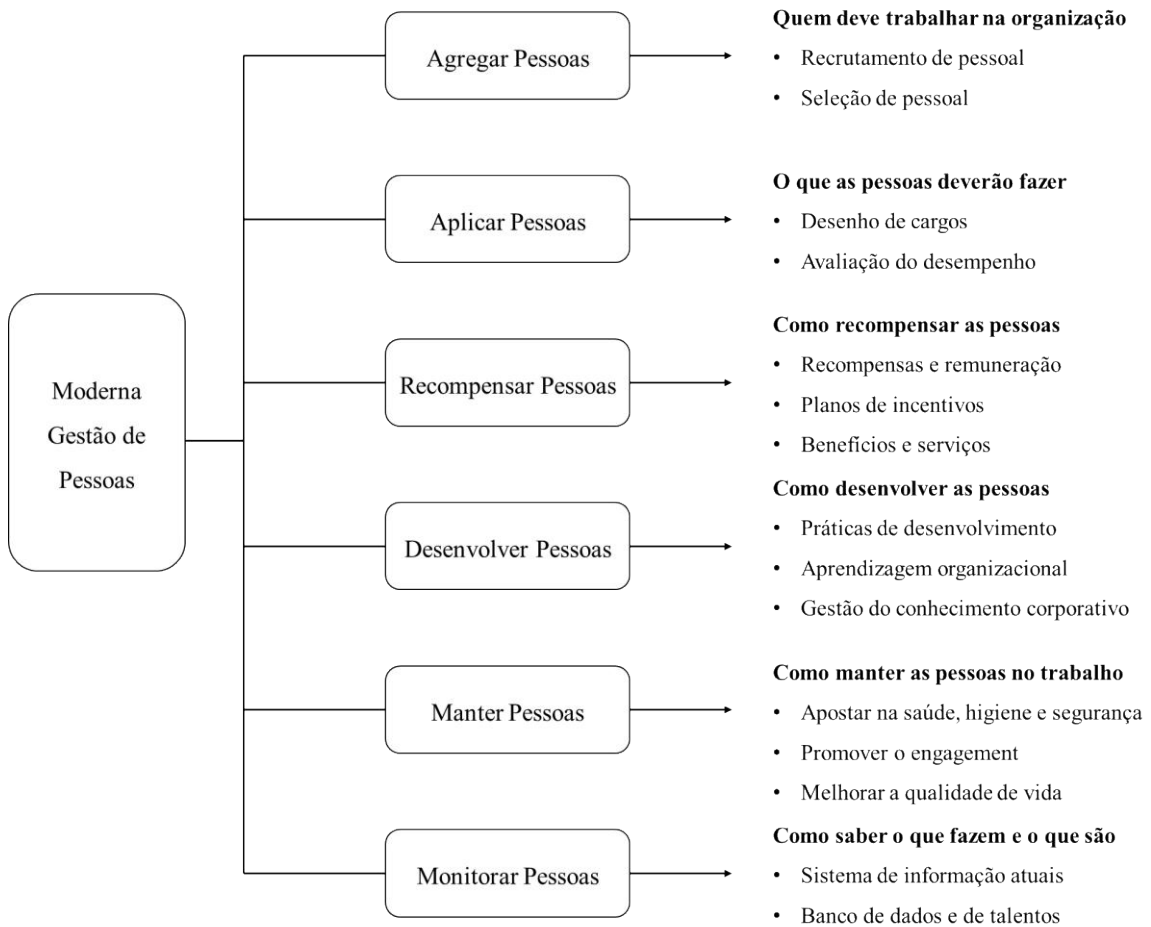 Moderna
Gestão de
Pessoas
Agregar Pessoas
Quem deve trabalhar na organização
• Recrutamento de pessoal
• Seleção de pessoal
Aplicar Pessoas
O que as pessoas deverão fazer
• Desenho de cargos
• Avaliação do desempenho
Recompensar Pessoas
Como recompensar as pessoas
• Recompensas e remuneração
• Planos de incentivos
• Benefícios e serviços
Desenvolver Pessoas
Como desenvolver as pessoas
• Práticas de desenvolvimento
• Aprendizagem organizacional
• Gestão do conhecimento corporativo
Manter Pessoas
Como manter as pessoas no trabalho
• Apostar na saúde, higiene e segurança
• Promover o engagement
• Melhorar a qualidade de vida
Monitorar Pessoas
Como saber o que fazem e o que são
• Sistema de informação atuais
• Banco de dados e de talentos